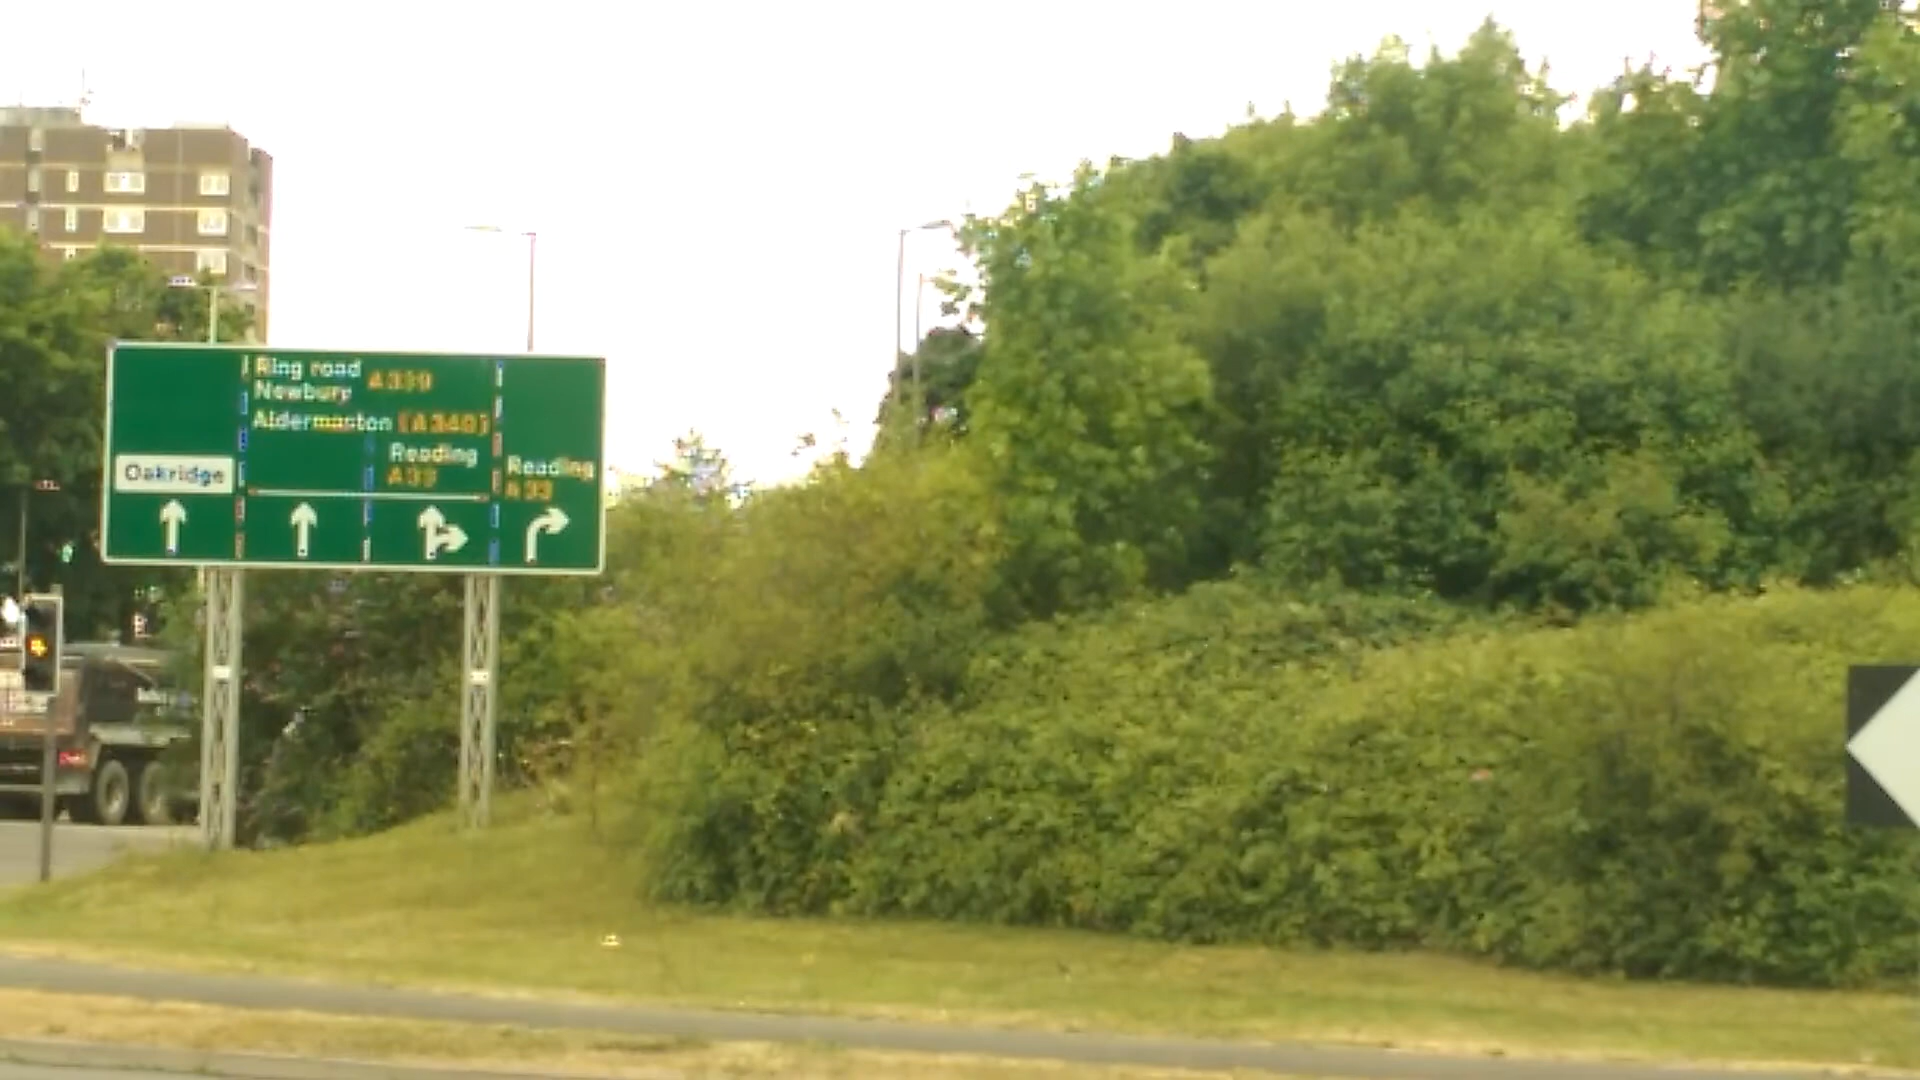 Ring road
Newbury A339
Aldermaston (A340)
Reading
A33
Oakridge
Reading
A33